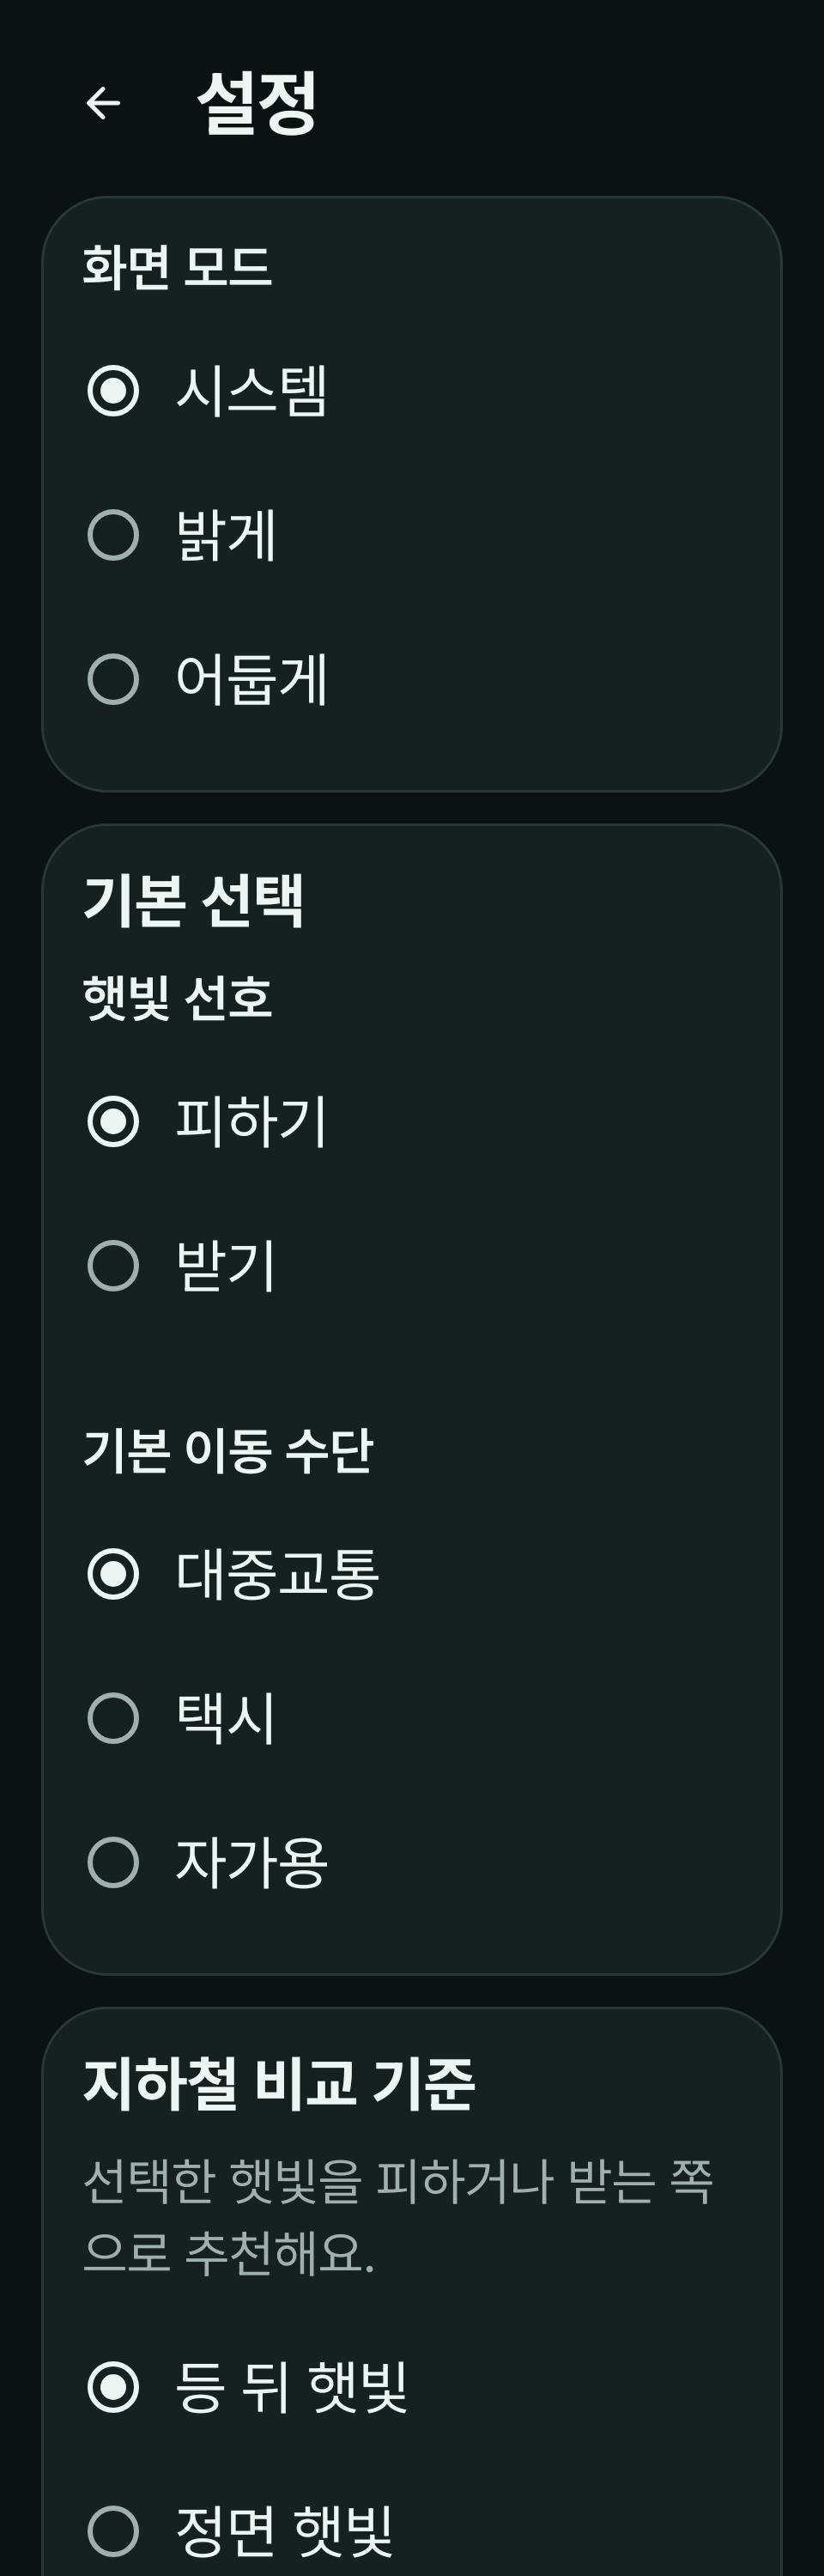 설정
화면 모드
시스템
밝게
어둡게
기본 선택
햇빛 선호
피하기
받기
기본 이동 수단
대중교통
택시
자가용
지하철 비교 기준
선택한 햇빛을 피하거나 받는 쪽
으로 추천해요.
등 뒤 햇빛
정면 햇빛